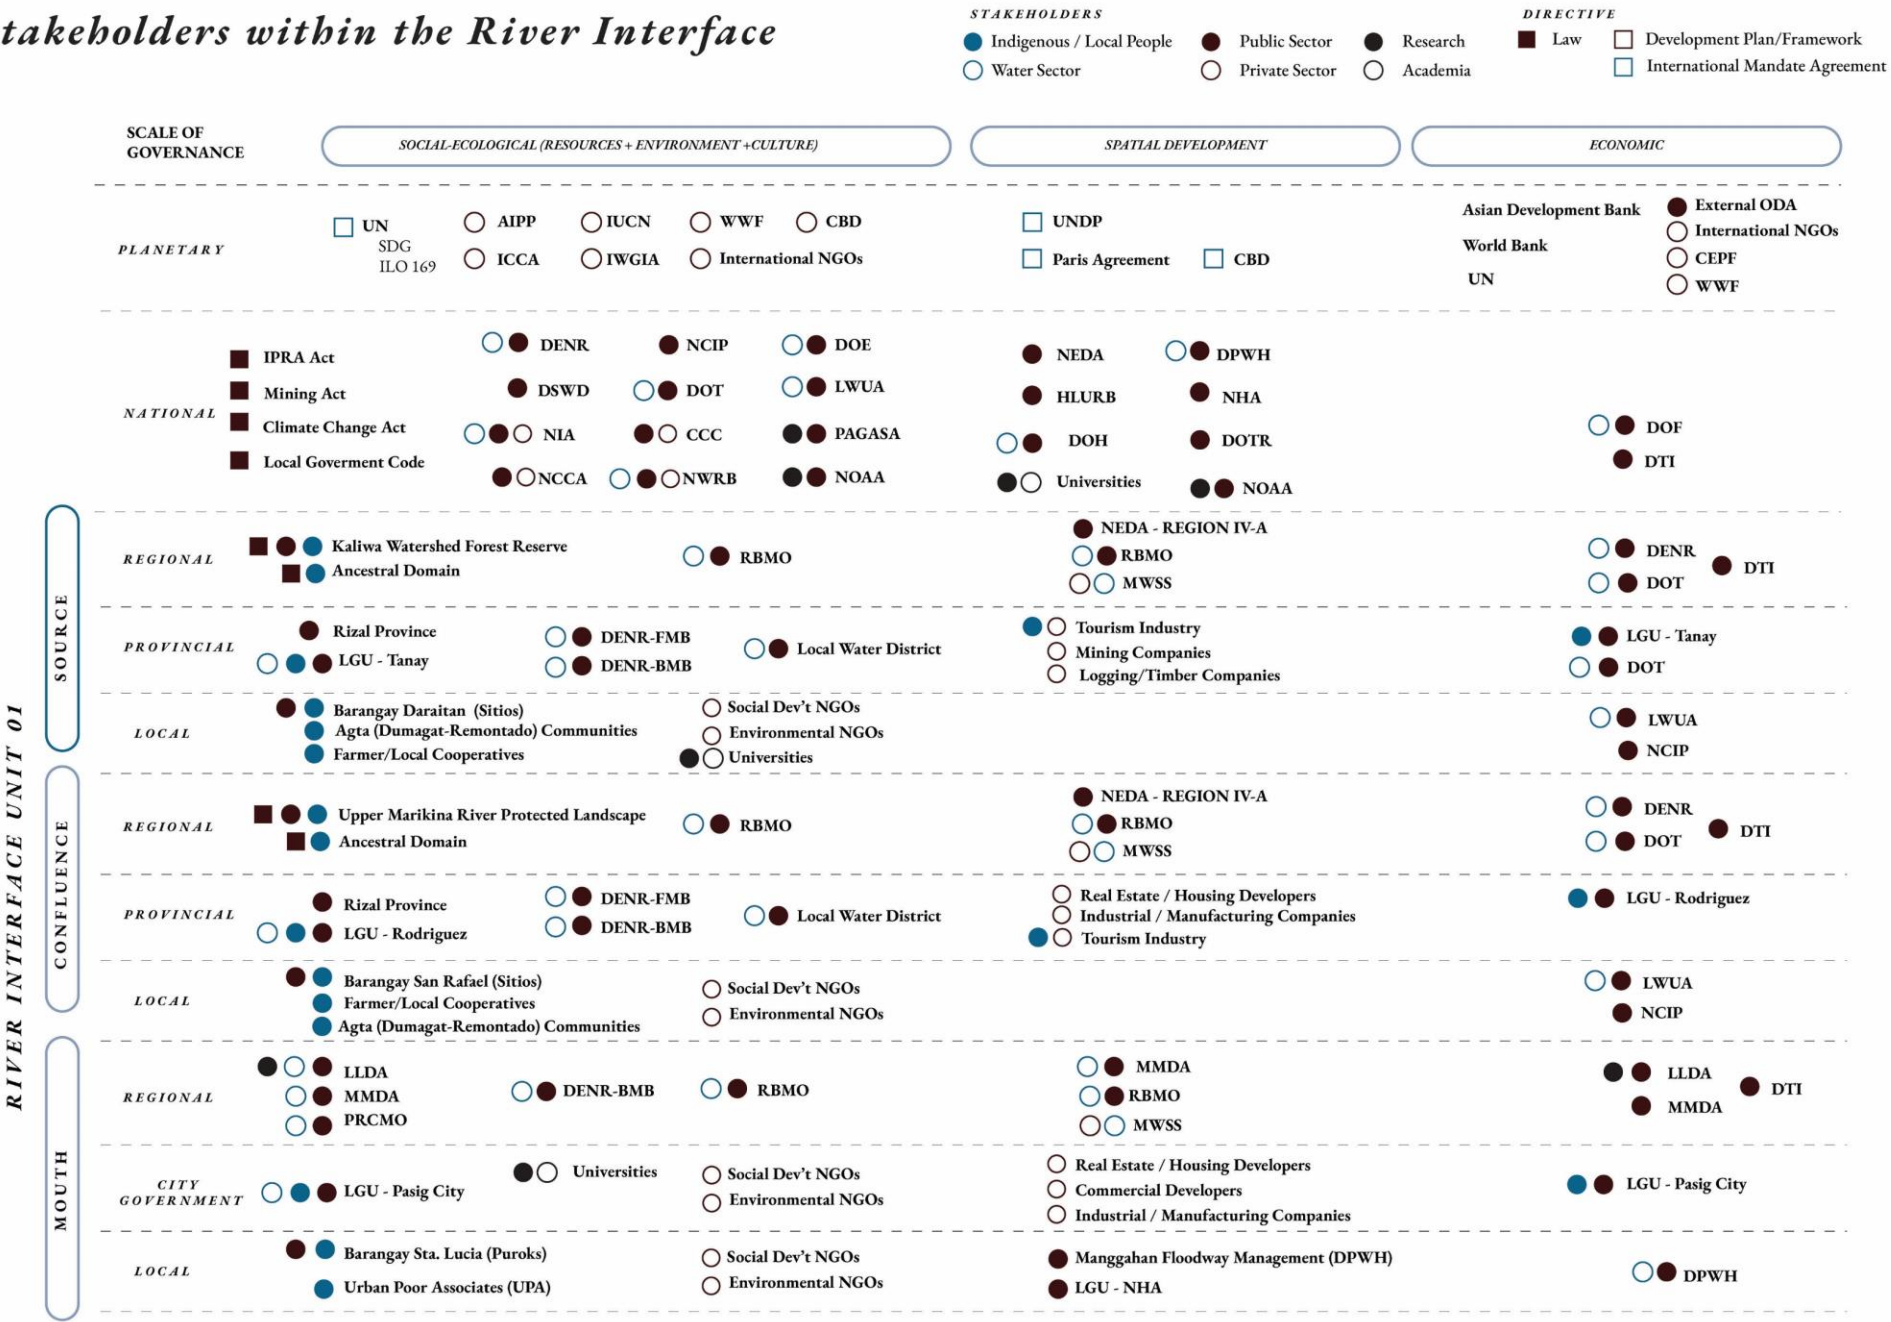 takeholders within the River Interface
STAKEHOLDERS
Indigenous / Local People
Public Sector
Research
Water Sector
Private Sector
Academia
DIRECTIVE
Law
Development Plan/Framework
International Mandate Agreement
SCALE OF
GOVERNANCE
SOCIAL-ECOLOGICAL (RESOURCES + ENVIRONMENT +CULTURE)
SPATIAL DEVELOPMENT
ECONOMIC
PLANETARY
UN
SDG
ILO 169
AIPP
IUCN
WWF
CBD
ICCA
IWGIA
International NGOs
UNDP
Paris Agreement
CBD
Asian Development Bank
World Bank
UN
External ODA
International NGOs
CEPF
WWF
NATIONAL
IPRA Act
Mining Act
Climate Change Act
Local Goverment Code
DENR
NCIP
DOE
DSWD
DOT
LWUA
NIA
CCC
PAGASA
NCCA
NWRB
NOAA
NEDA
DPWH
HLURB
NHA
DOH
DOTR
Universities
NOAA
DOF
DTI
RIVER INTERFACE UNIT 01
SOURCE
REGIONAL
Kaliwa Watershed Forest Reserve
Ancestral Domain
RBMO
NEDA - REGION IV-A
RBMO
MWSS
DENR
DOT
DTI
PROVINCIAL
Rizal Province
LGU - Tanay
DENR-FMB
DENR-BMB
Local Water District
Tourism Industry
Mining Companies
Logging/Timber Companies
LGU - Tanay
DOT
LOCAL
Barangay Daraitan (Sitios)
Agta (Dumagat-Remontado) Communities
Farmer/Local Cooperatives
Social Dev't NGOs
Environmental NGOs
Universities
LWUA
NCIP
CONFLUENCE
REGIONAL
Upper Marikina River Protected Landscape
Ancestral Domain
RBMO
NEDA - REGION IV-A
RBMO
MWSS
DENR
DOT
DTI
PROVINCIAL
Rizal Province
LGU - Rodriguez
DENR-FMB
DENR-BMB
Local Water District
Real Estate / Housing Developers
Industrial / Manufacturing Companies
Tourism Industry
LGU - Rodriguez
LOCAL
Barangay San Rafael (Sitios)
Farmer/Local Cooperatives
Agta (Dumagat-Remontado) Communities
Social Dev't NGOs
Environmental NGOs
LWUA
NCIP
MOUTH
REGIONAL
LLDA
MMDA
PRCMO
DENR-BMB
RBMO
MMDA
RBMO
MWSS
LLDA
MMDA
DTI
CITY
GOVERNMENT
LGU - Pasig City
Universities
Social Dev't NGOs
Environmental NGOs
Real Estate / Housing Developers
Commercial Developers
Industrial / Manufacturing Companies
LGU - Pasig City
LOCAL
Barangay Sta. Lucia (Puroks)
Urban Poor Associates (UPA)
Social Dev't NGOs
Environmental NGOs
Manggahan Floodway Management (DPWH)
LGU - NHA
DPWH